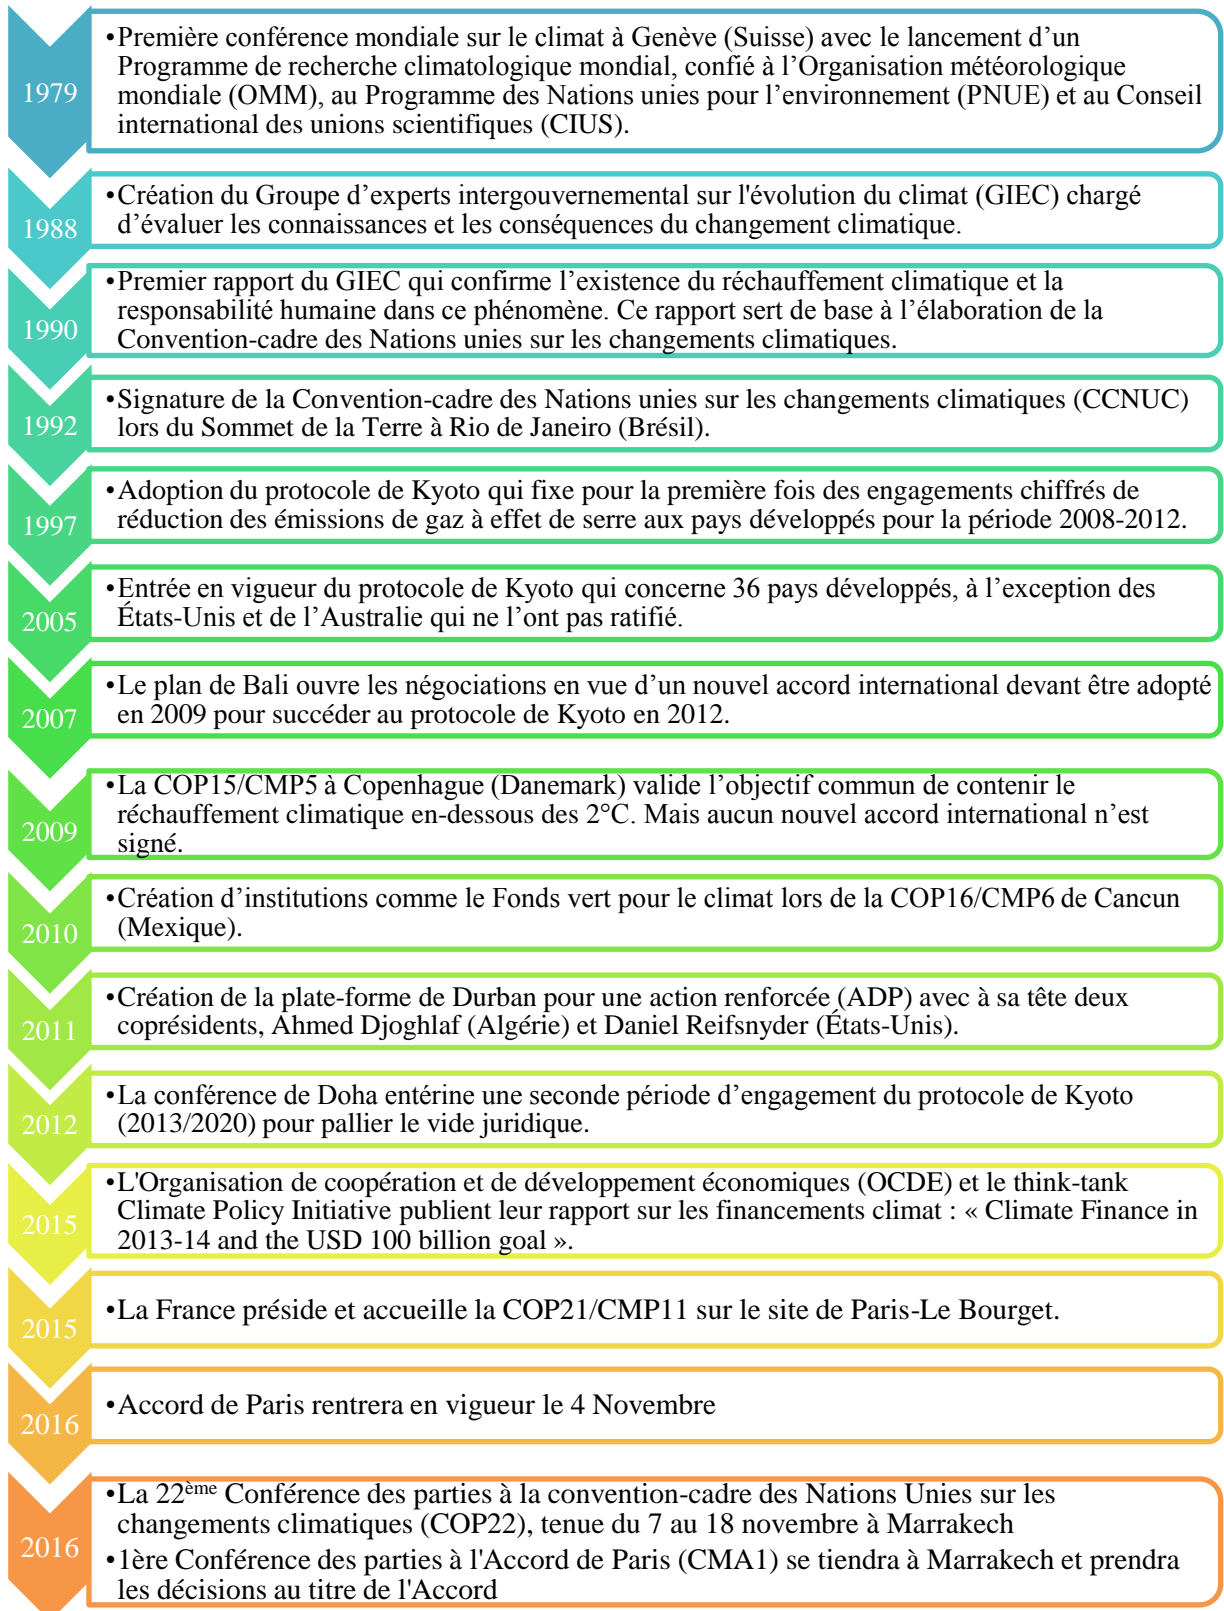 1979
•Première conférence mondiale sur le climat à Genève (Suisse) avec le lancement d’un
Programme de recherche climatologique mondial, confié à l’Organisation météorologique
mondiale (OMM), au Programme des Nations unies pour l’environnement (PNUE) et au Conseil
international des unions scientifiques (CIUS).
1988
•Création du Groupe d’experts intergouvernemental sur l'évolution du climat (GIEC) chargé
d’évaluer les connaissances et les conséquences du changement climatique.
1990
•Premier rapport du GIEC qui confirme l’existence du réchauffement climatique et la
responsabilité humaine dans ce phénomène. Ce rapport sert de base à l’élaboration de la
Convention-cadre des Nations unies sur les changements climatiques.
1992
•Signature de la Convention-cadre des Nations unies sur les changements climatiques (CCNUC)
lors du Sommet de la Terre à Rio de Janeiro (Brésil).
1997
•Adoption du protocole de Kyoto qui fixe pour la première fois des engagements chiffrés de
réduction des émissions de gaz à effet de serre aux pays développés pour la période 2008-2012.
2005
•Entrée en vigueur du protocole de Kyoto qui concerne 36 pays développés, à l’exception des
États-Unis et de l’Australie qui ne l’ont pas ratifié.
2007
•Le plan de Bali ouvre les négociations en vue d’un nouvel accord international devant être adopté
en 2009 pour succéder au protocole de Kyoto en 2012.
2009
•La COP15/CMP5 à Copenhague (Danemark) valide l’objectif commun de contenir le
réchauffement climatique en-dessous des 2°C. Mais aucun nouvel accord international n’est
signé.
2010
•Création d’institutions comme le Fonds vert pour le climat lors de la COP16/CMP6 de Cancun
(Mexique).
2011
•Création de la plate-forme de Durban pour une action renforcée (ADP) avec à sa tête deux
coprésidents, Ahmed Djoghlaf (Algérie) et Daniel Reifsnyder (États-Unis).
2012
•La conférence de Doha entérine une seconde période d’engagement du protocole de Kyoto
(2013/2020) pour pallier le vide juridique.
2015
•L'Organisation de coopération et de développement économiques (OCDE) et le think-tank
Climate Policy Initiative publient leur rapport sur les financements climat : « Climate Finance in
2013-14 and the USD 100 billion goal ».
2015
•La France préside et accueille la COP21/CMP11 sur le site de Paris-Le Bourget.
2016
•Accord de Paris rentrera en vigueur le 4 Novembre
2016
•La 22ème Conférence des parties à la convention-cadre des Nations Unies sur les
changements climatiques (COP22), tenue du 7 au 18 novembre à Marrakech
•1ère Conférence des parties à l'Accord de Paris (CMA1) se tiendra à Marrakech et prendra
les décisions au titre de l'Accord